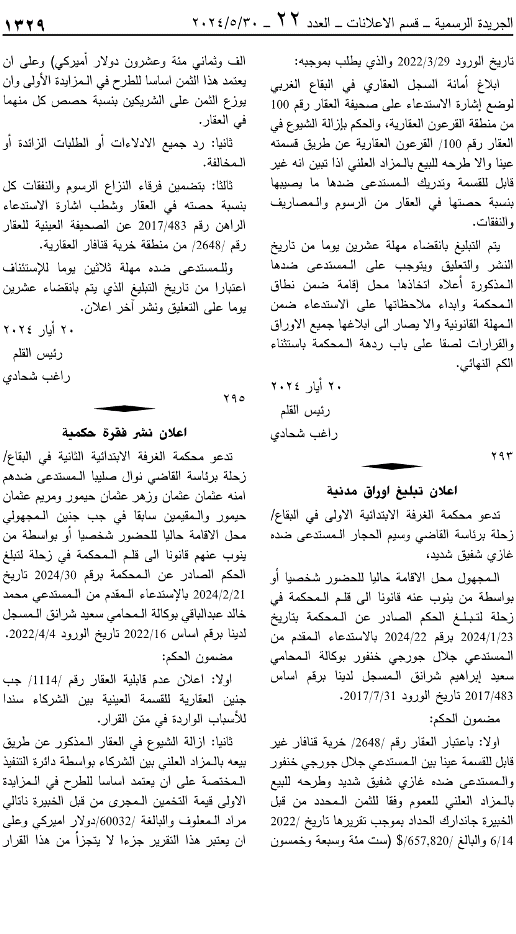 الجريدة الرسمية ــ قسم الاعلانات ــ العدد ٢٢ ــ ٢٠٢٤/٥/٣٠
١٣٢٩
تاريخ الورود 2022/3/29 والذي يطلب بموجبه:
ابلاغ أمانة السجل العقاري في البقاع الغربي
لوضع إشارة الاستدعاء على صحيفة العقار رقم 100
من منطقة القرعون العقارية، والحكم بإزالة الشيوع في
العقار رقم 100/ القرعون العقارية عن طريق قسمته
عينا والا طرحه للبيع بالمزاد العلني اذا تبين انه غير
قابل للقسمة وتدريك المستدعى ضدها ما يصيبها
بنسبة حصتها في العقار من الرسوم والمصاريف
والنفقات.
يتم التبليغ بانقضاء مهلة عشرين يوما من تاريخ
النشر والتعليق ويتوجب على المستدعى ضدها
المذكورة أعلاه اتخاذها محل إقامة ضمن نطاق
المحكمة وابداء ملاحظاتها على الاستدعاء ضمن
المهلة القانونية والا يصار الى ابلاغها جميع الاوراق
والقرارات لصقا على باب ردهة المحكمة باستثناء
الكم النهائي.
٢٠ أيار ٢٠٢٤
رئيس القلم
راغب شحادي
٢٩٣
اعلان تبليغ اوراق مدنية
تدعو محكمة الغرفة الابتدائية الاولى في البقاع/
زحلة برئاسة القاضي وسيم الحجار المستدعى ضده
غازي شفيق شديد،
المجهول محل الاقامة حاليا للحضور شخصيا أو
بواسطة من ينوب عنه قانونا الى قلم المحكمة في
زحلة لتبلغ الحكم الصادر عن المحكمة بتاريخ
2024/1/23 برقم 2024/22 بالاستدعاء المقدم من
المستدعي جلال جورجي خنفور بوكالة المحامي
سعيد إبراهيم شرانق المسجل لدينا برقم اساس
2017/483 تاريخ الورود 2017/7/31.
مضمون الحكم:
اولا: باعتبار العقار رقم /2648/ خربة قنافار غير
قابل للقسمة عينا بين المستدعي جلال جورجي خنفور
والمستدعى ضده غازي شفيق شديد وطرحه للبيع
بالمزاد العلني للعموم وفقا للثمن المحدد من قبل
الخبيرة جاندارك الحداد بموجب تقريرها تاريخ /2022
6/14 والبالغ /657,820/$ (ست مئة وسبعة وخمسون
الف وثماني مئة وعشرون دولار أميركي) وعلى ان
يعتمد هذا الثمن اساسا للطرح في المزايدة الأولى وان
يوزع الثمن على الشريكين بنسبة حصص كل منهما
في العقار.
ثانيا: رد جميع الادلاءات أو الطلبات الزائدة أو
المخالفة.
ثالثا: بتضمين فرقاء النزاع الرسوم والنفقات كل
بنسبة حصته في العقار وشطب اشارة الاستدعاء
الراهن رقم 2017/483 عن الصحيفة العينية للعقار
رقم /2648/ من منطقة خربة قنافار العقارية.
وللمستدعى ضده مهلة ثلاثين يوما للإستئناف
اعتبارا من تاريخ التبليغ الذي يتم بانقضاء عشرين
يوما على التعليق ونشر آخر اعلان.
٢٠ أيار ٢٠٢٤
رئيس القلم
راغب شحادي
٢٩٥
اعلان نشر فقرة حكمية
تدعو محكمة الغرفة الابتدائية الثانية في البقاع/
زحلة برئاسة القاضي نوال صليبا المستدعى ضدهم
امنه عثمان عثمان وزهر عثمان حيمور ومريم عثمان
حيمور والمقيمين سابقا في جب جنين المجهولي
محل الاقامة حاليا للحضور شخصيا أو بواسطة من
ينوب عنهم قانونا الى قلم المحكمة في زحلة لتبلغ
الحكم الصادر عن المحكمة برقم 2024/30 تاريخ
2024/2/21 بالإستدعاء المقدم من المستدعي محمد
خالد عبدالباقي بوكالة المحامي سعيد شرانق المسجل
لدينا برقم اساس 2022/16 تاريخ الورود 2022/4/4.
مضمون الحكم:
اولا: اعلان عدم قابلية العقار رقم /1114/ جب
جنين العقارية للقسمة العينية بين الشركاء سندا
للأسباب الواردة في متن القرار.
ثانيا: ازالة الشيوع في العقار المذكور عن طريق
بيعه بالمزاد العلني بين الشركاء بواسطة دائرة التنفيذ
المختصة على ان يعتمد اساسا للطرح في المزايدة
الاولى قيمة التخمين المجرى من قبل الخبيرة ناتالي
مراد المعلوف والبالغة /60032/دولار اميركي وعلى
ان يعتبر هذا التقرير جزءا لا يتجزأ من هذا القرار